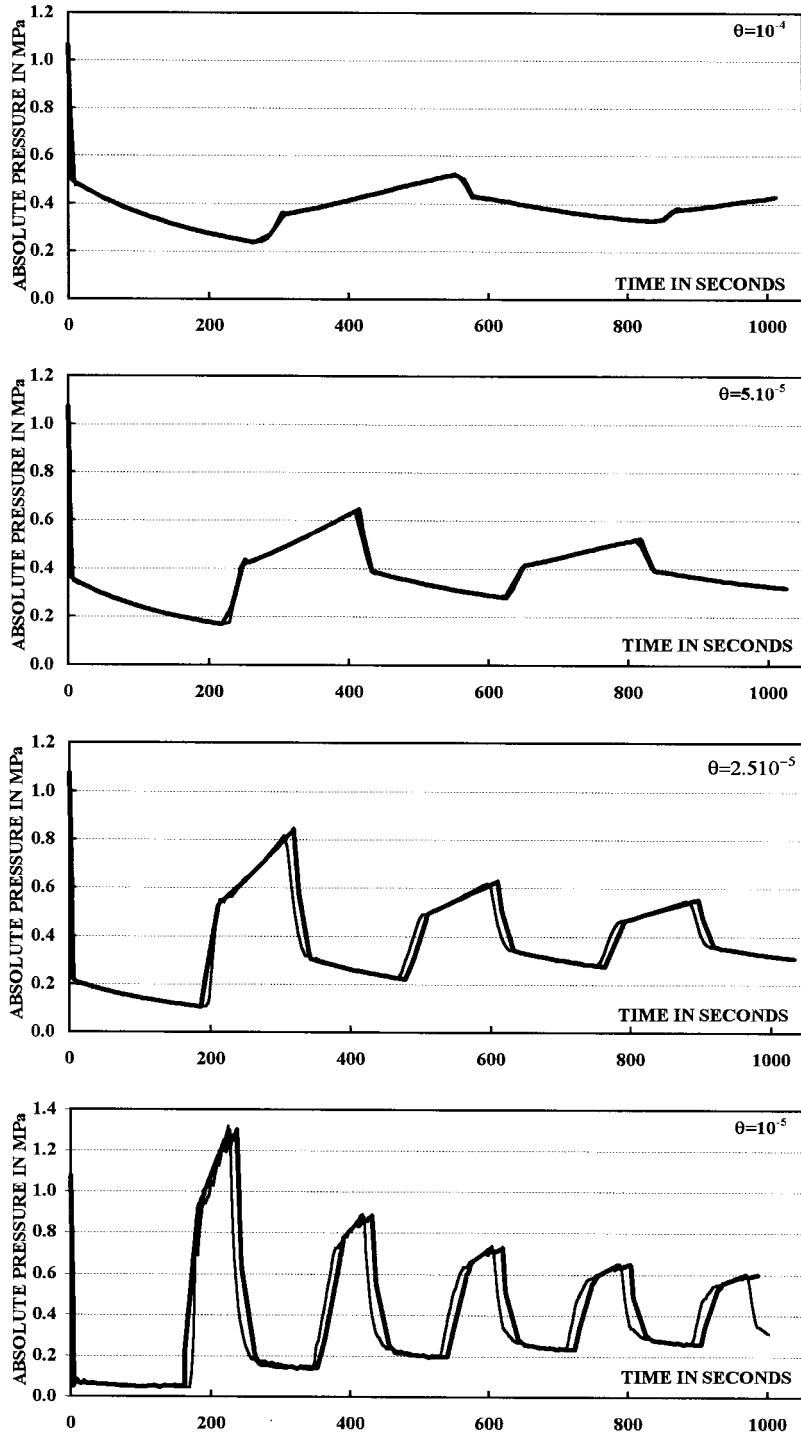 ABSOLUTE PRESSURE IN MPa
1.2
1.0
0.8
0.6
0.4
0.2
0.0
θ=10⁻⁴
TIME IN SECONDS
0 200 400 600 800 1000
ABSOLUTE PRESSURE IN MPa
1.2
1.0
0.8
0.6
0.4
0.2
0.0
θ=5.10⁻⁵
TIME IN SECONDS
0 200 400 600 800 1000
ABSOLUTE PRESSURE IN MPa
1.2
1.0
0.8
0.6
0.4
0.2
0.0
θ=2.510⁻⁵
TIME IN SECONDS
0 200 400 600 800 1000
ABSOLUTE PRESSURE IN MPa
1.4
1.2
1.0
0.8
0.6
0.4
0.2
0.0
θ=10⁻⁵
TIME IN SECONDS
0 200 400 600 800 1000